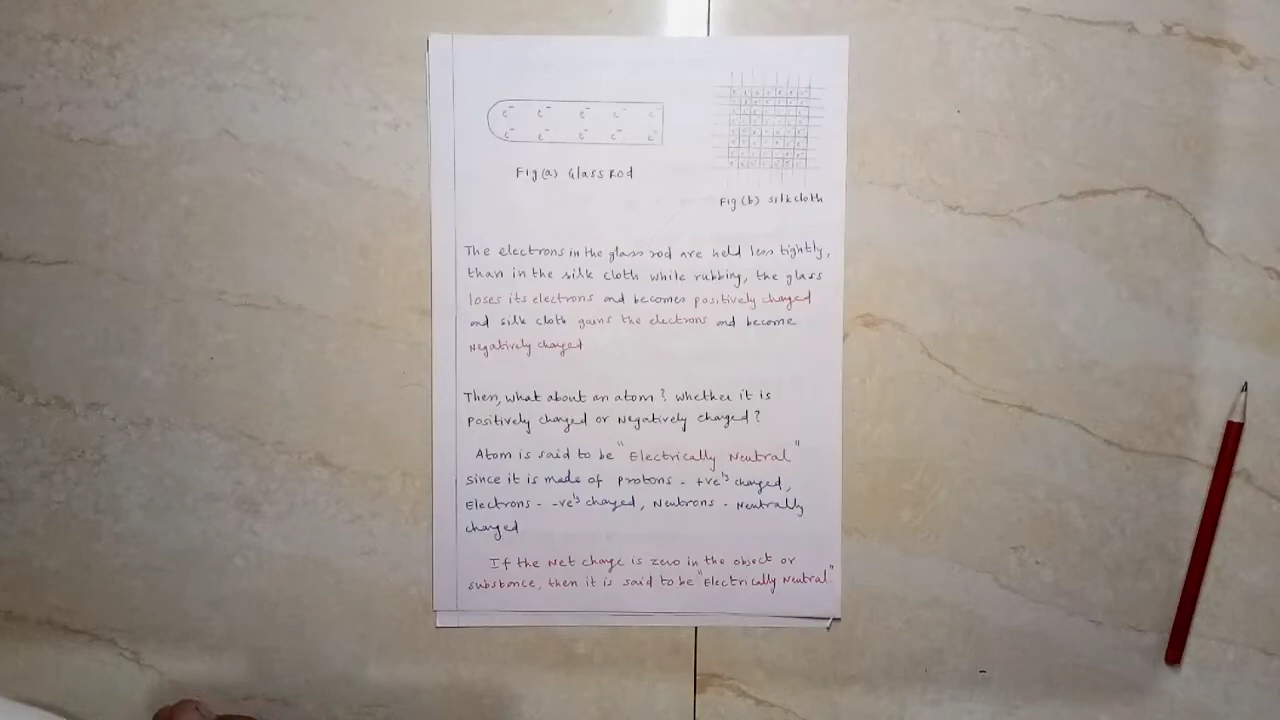 e⁻ e⁻ e⁻ e⁻ e
e⁻ e⁻ e⁻ e⁻ e⁻
Fig (a) Glass Rod
Fig (b) silk cloth
The electrons in the glass rod are held less tightly,
than in the silk cloth while rubbing, the glass
loses its electrons and becomes positively charged
and silk cloth gains the electrons and become
Negatively charged
Then, what about an atom? Whether it is
positively charged or Negatively charged?
Atom is said to be "Electrically Neutral"
since it is made of protons - +ve'ˢ charged,
Electrons - -ve'ˢ charged, Neutrons - Neutrally
charged
If the Net charge is zero in the object or
substance, then it is said to be "Electrically Neutral"